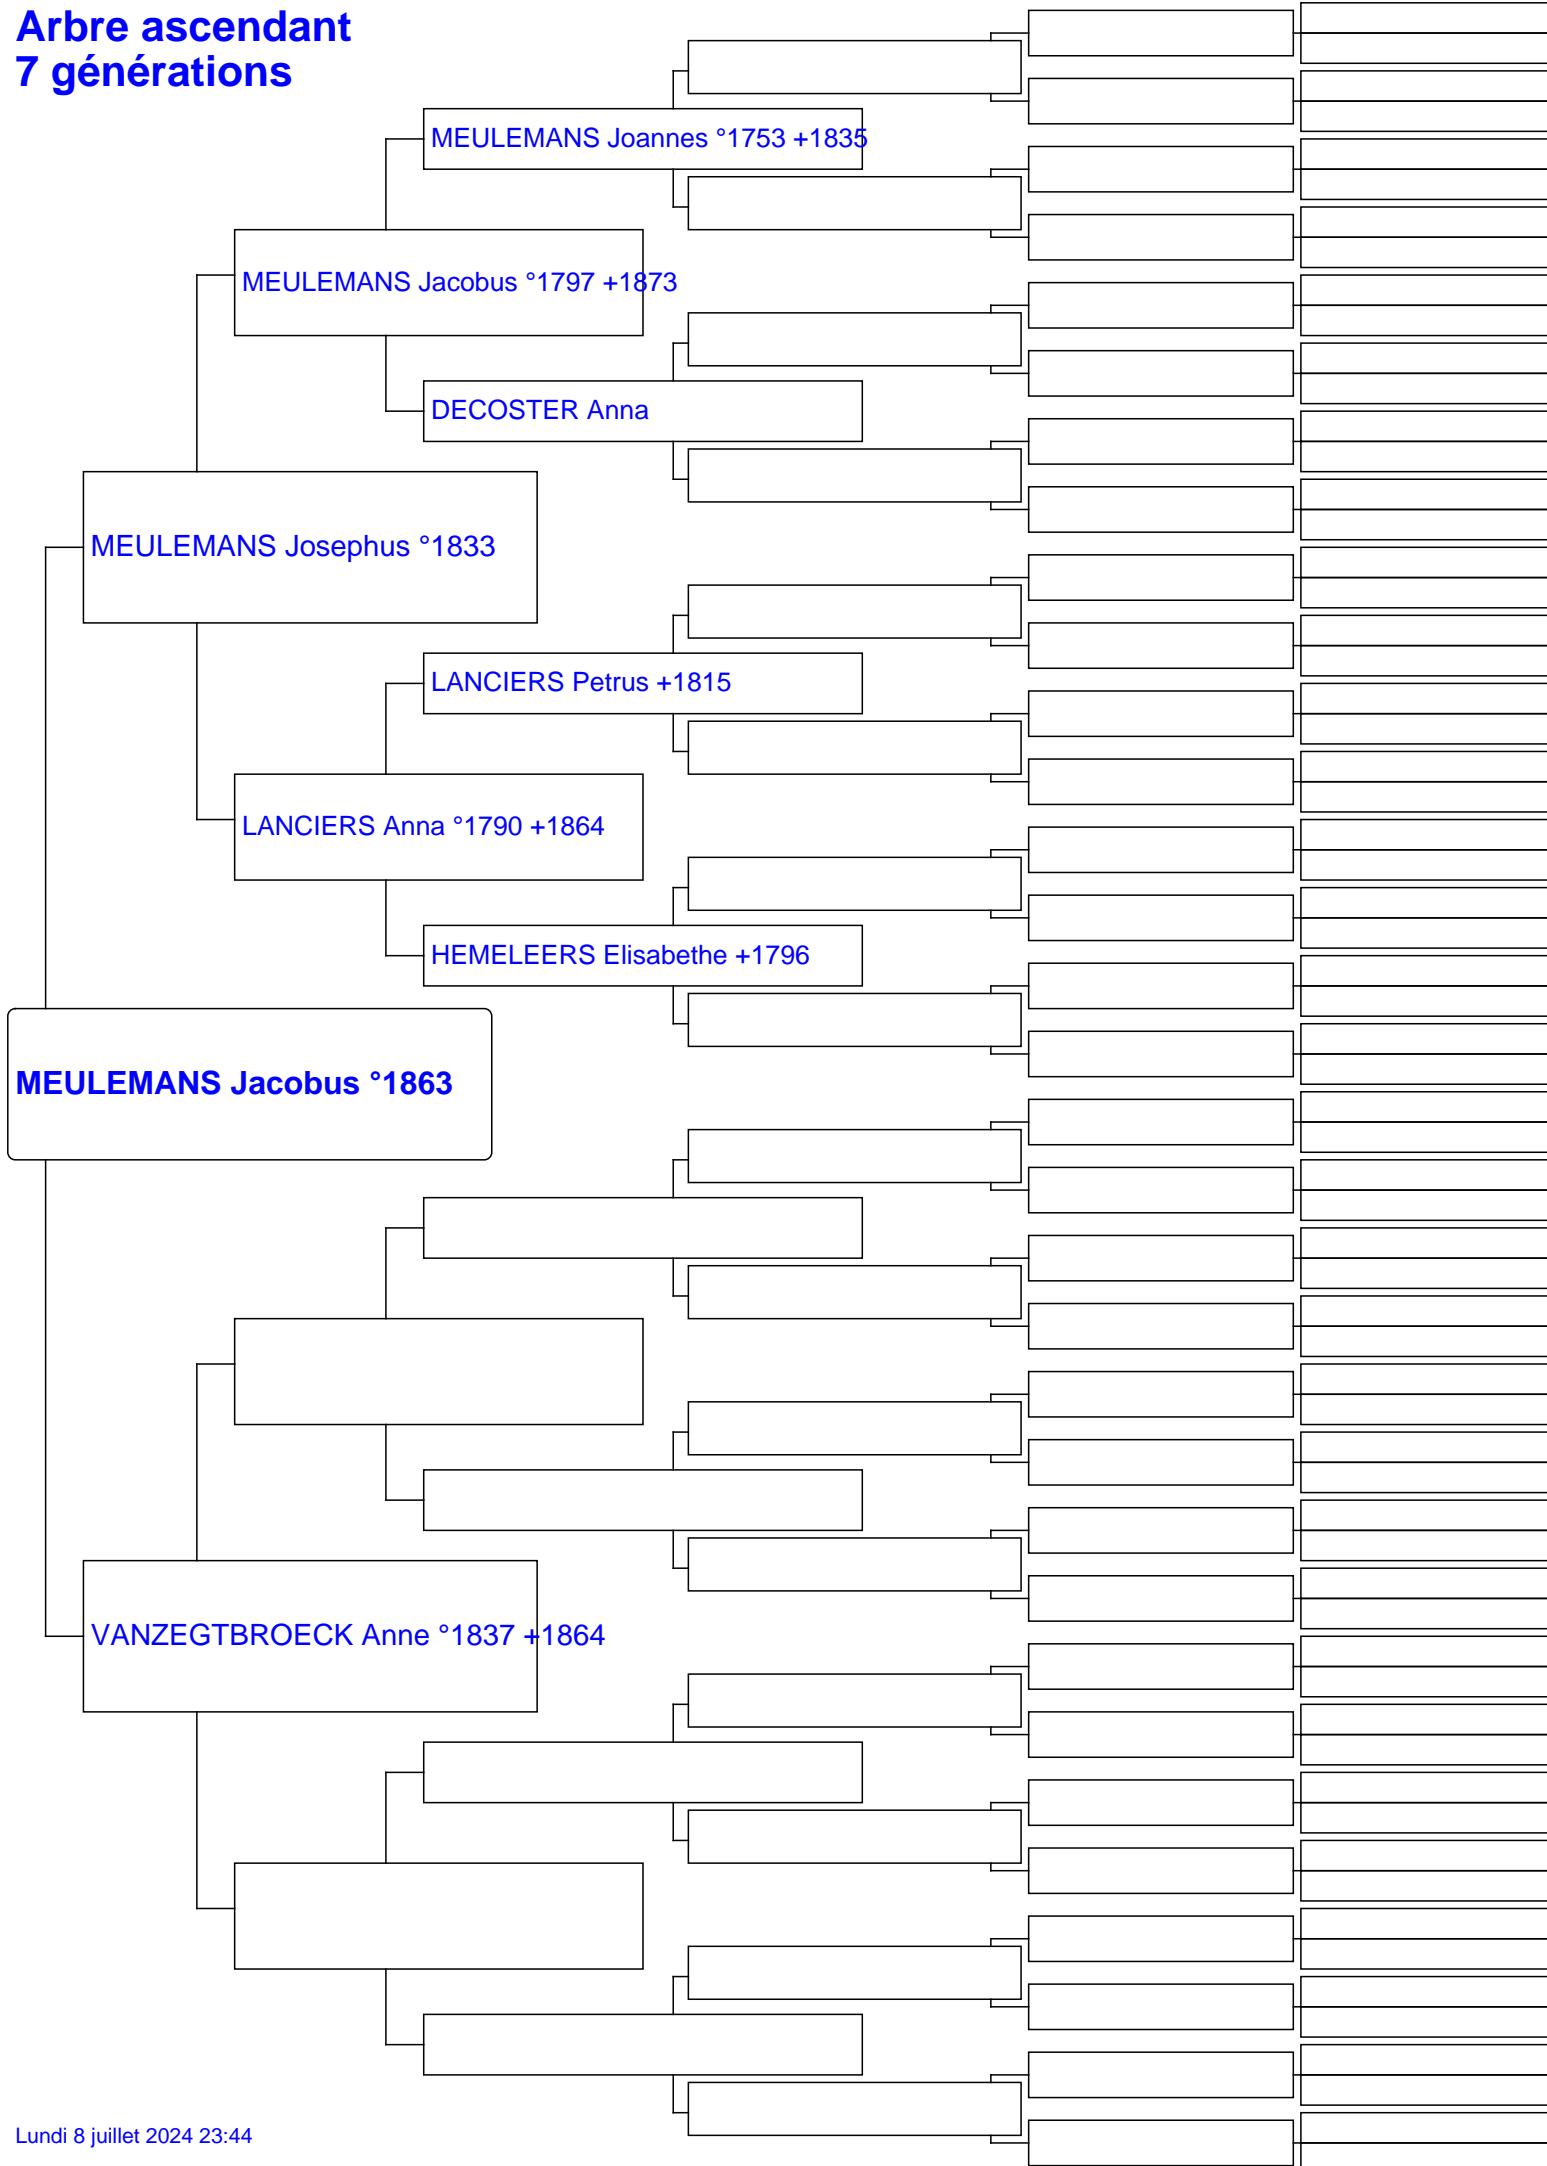 Arbre ascendant
7 générations
MEULEMANS Joannes °1753 +1835
MEULEMANS Jacobus °1797 +1873
DECOSTER Anna
MEULEMANS Josephus °1833
LANCIERS Petrus +1815
LANCIERS Anna °1790 +1864
HEMELEERS Elisabethe +1796
MEULEMANS Jacobus °1863
VANZEGTBROECK Anne °1837 +1864
Lundi 8 juillet 2024 23:44